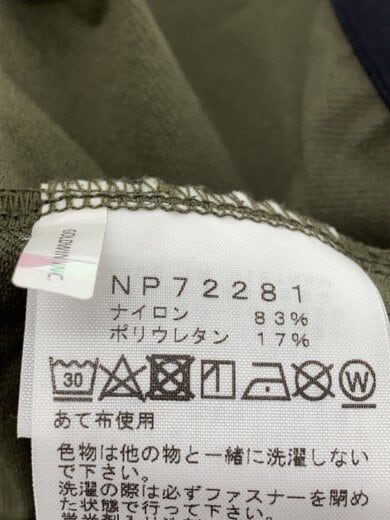 GOLDWIN INC
NP72281
ナイロン 83%
ポリウレタン 17%
30
W
あて布使用
色物は他の物と一緒に洗濯しない
で下さい。
洗濯の際は必ずファスナーを閉め
た状態で行って下さい。